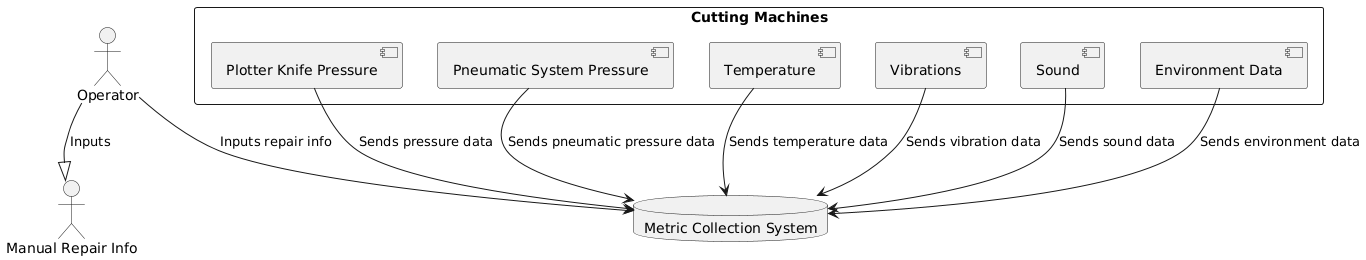 Cutting Machines
Plotter Knife Pressure
Pneumatic System Pressure
Temperature
Vibrations
Sound
Environment Data
Operator
Inputs
Inputs repair info
Sends pressure data
Sends pneumatic pressure data
Sends temperature data
Sends vibration data
Sends sound data
Sends environment data
Metric Collection System
Manual Repair Info